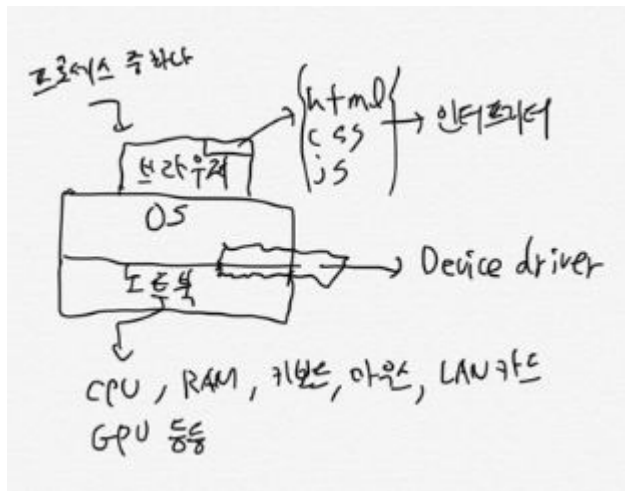 프로세스 중 하나
html
css → 인터프리터
js
브라우저
OS
→ Device driver
노트북
CPU, RAM, 키보드, 마우스, LAN카드
GPU 등등